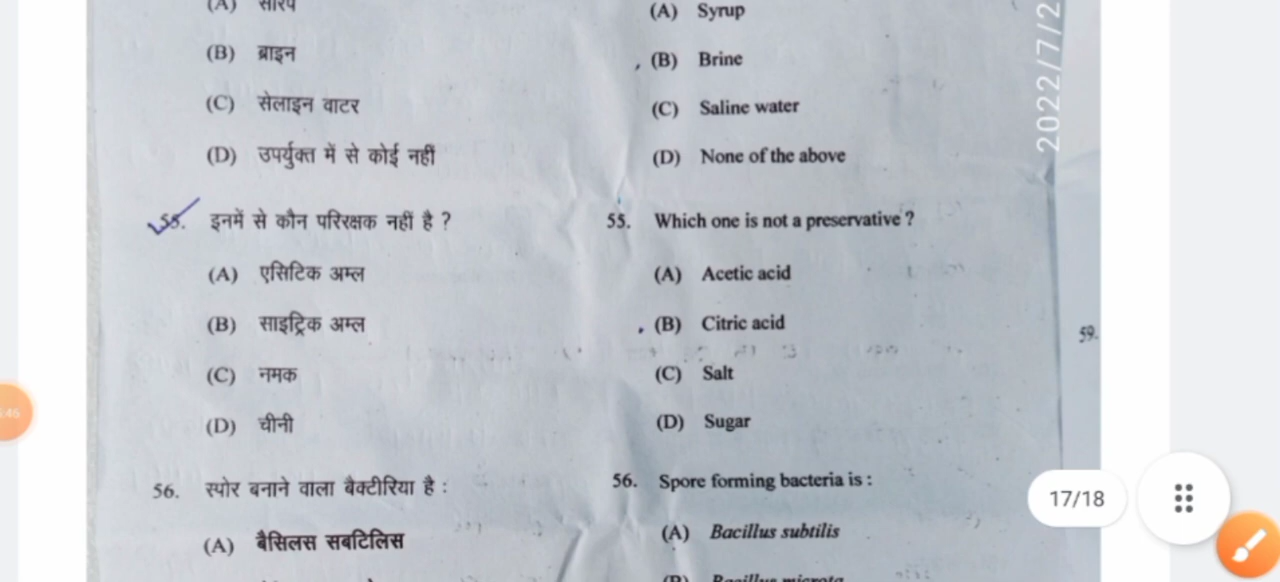 (A) सीरप
(B) ब्राइन
(C) सेलाइन वाटर
(D) उपर्युक्त में से कोई नहीं
55. इनमें से कौन परिरक्षक नहीं है ?
(A) एसिटिक अम्ल
(B) साइट्रिक अम्ल
(C) नमक
(D) चीनी
56. स्पोर बनाने वाला बैक्टीरिया है :
(A) बैसिलस सबटिलिस
(A) Syrup
(B) Brine
(C) Saline water
(D) None of the above
55. Which one is not a preservative ?
(A) Acetic acid
(B) Citric acid
(C) Salt
(D) Sugar
56. Spore forming bacteria is :
(A) Bacillus subtilis
(B) Bacillus
2022/7/2
59.
17/18